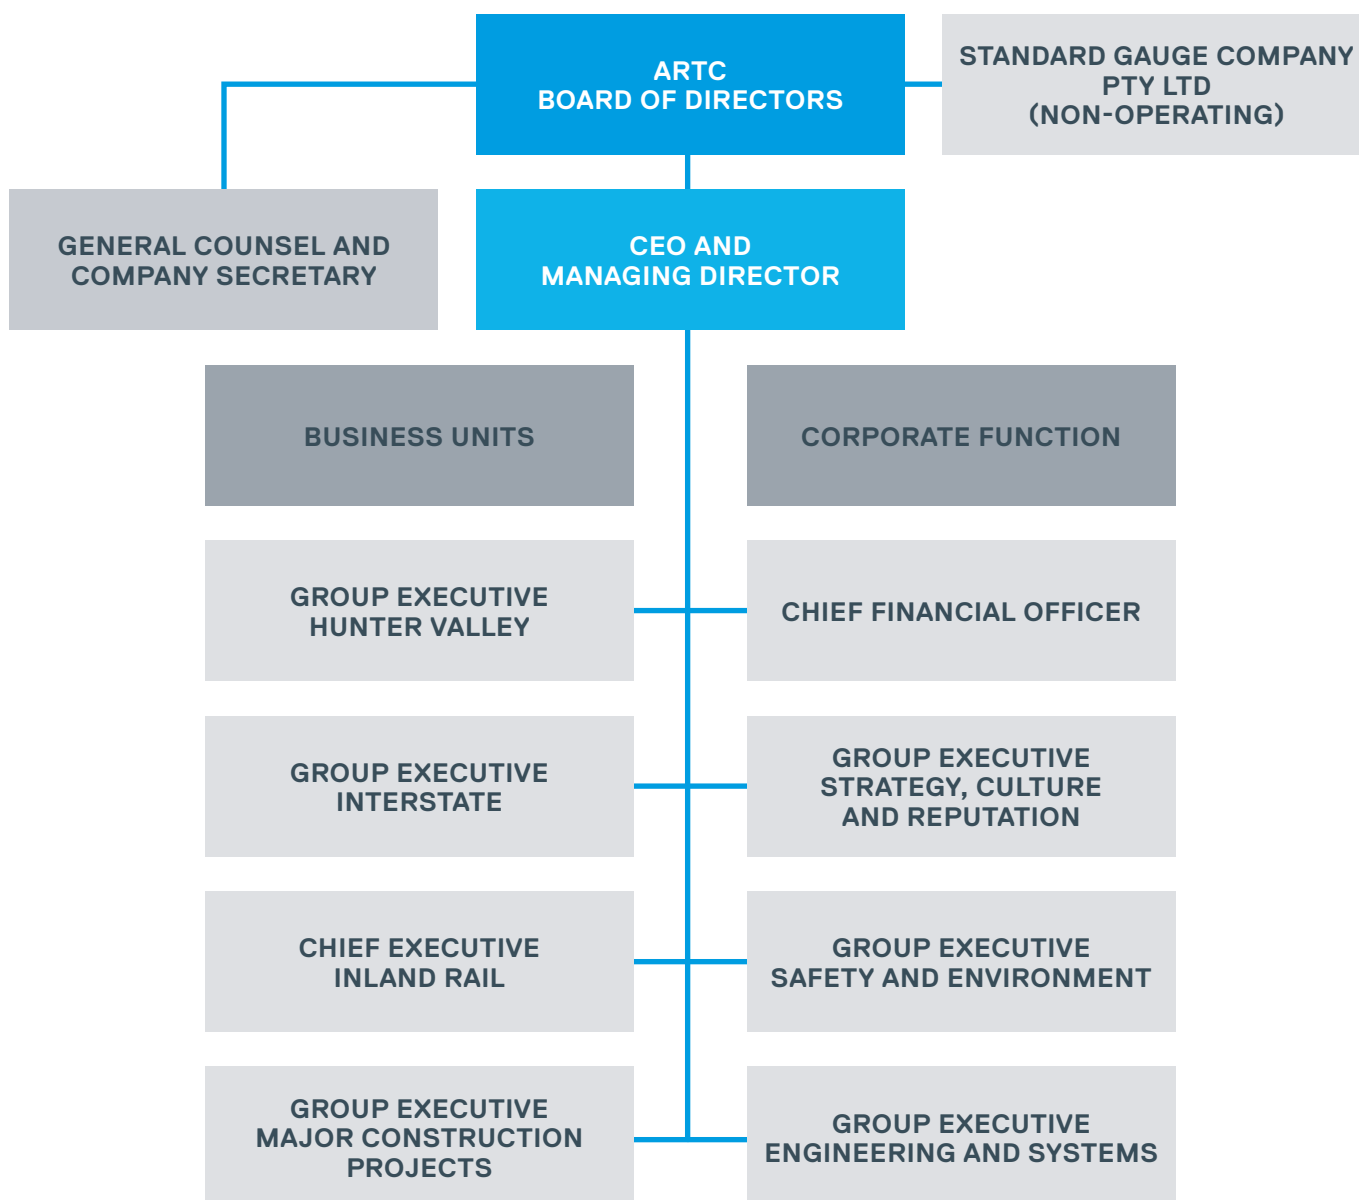 ARTC
BOARD OF DIRECTORS
STANDARD GAUGE COMPANY
PTY LTD
(NON-OPERATING)
GENERAL COUNSEL AND
COMPANY SECRETARY
CEO AND
MANAGING DIRECTOR
BUSINESS UNITS
CORPORATE FUNCTION
GROUP EXECUTIVE
HUNTER VALLEY
CHIEF FINANCIAL OFFICER
GROUP EXECUTIVE
INTERSTATE
GROUP EXECUTIVE
STRATEGY, CULTURE
AND REPUTATION
CHIEF EXECUTIVE
INLAND RAIL
GROUP EXECUTIVE
SAFETY AND ENVIRONMENT
GROUP EXECUTIVE
MAJOR CONSTRUCTION
PROJECTS
GROUP EXECUTIVE
ENGINEERING AND SYSTEMS